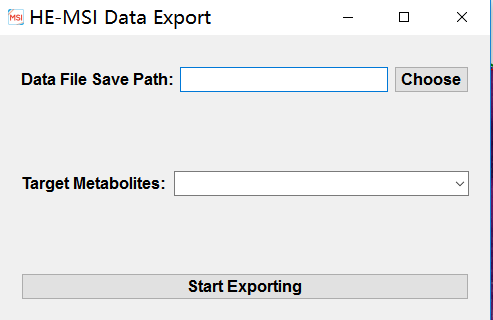 MSI HE-MSI Data Export
Data File Save Path: Choose
Target Metabolites:
Start Exporting